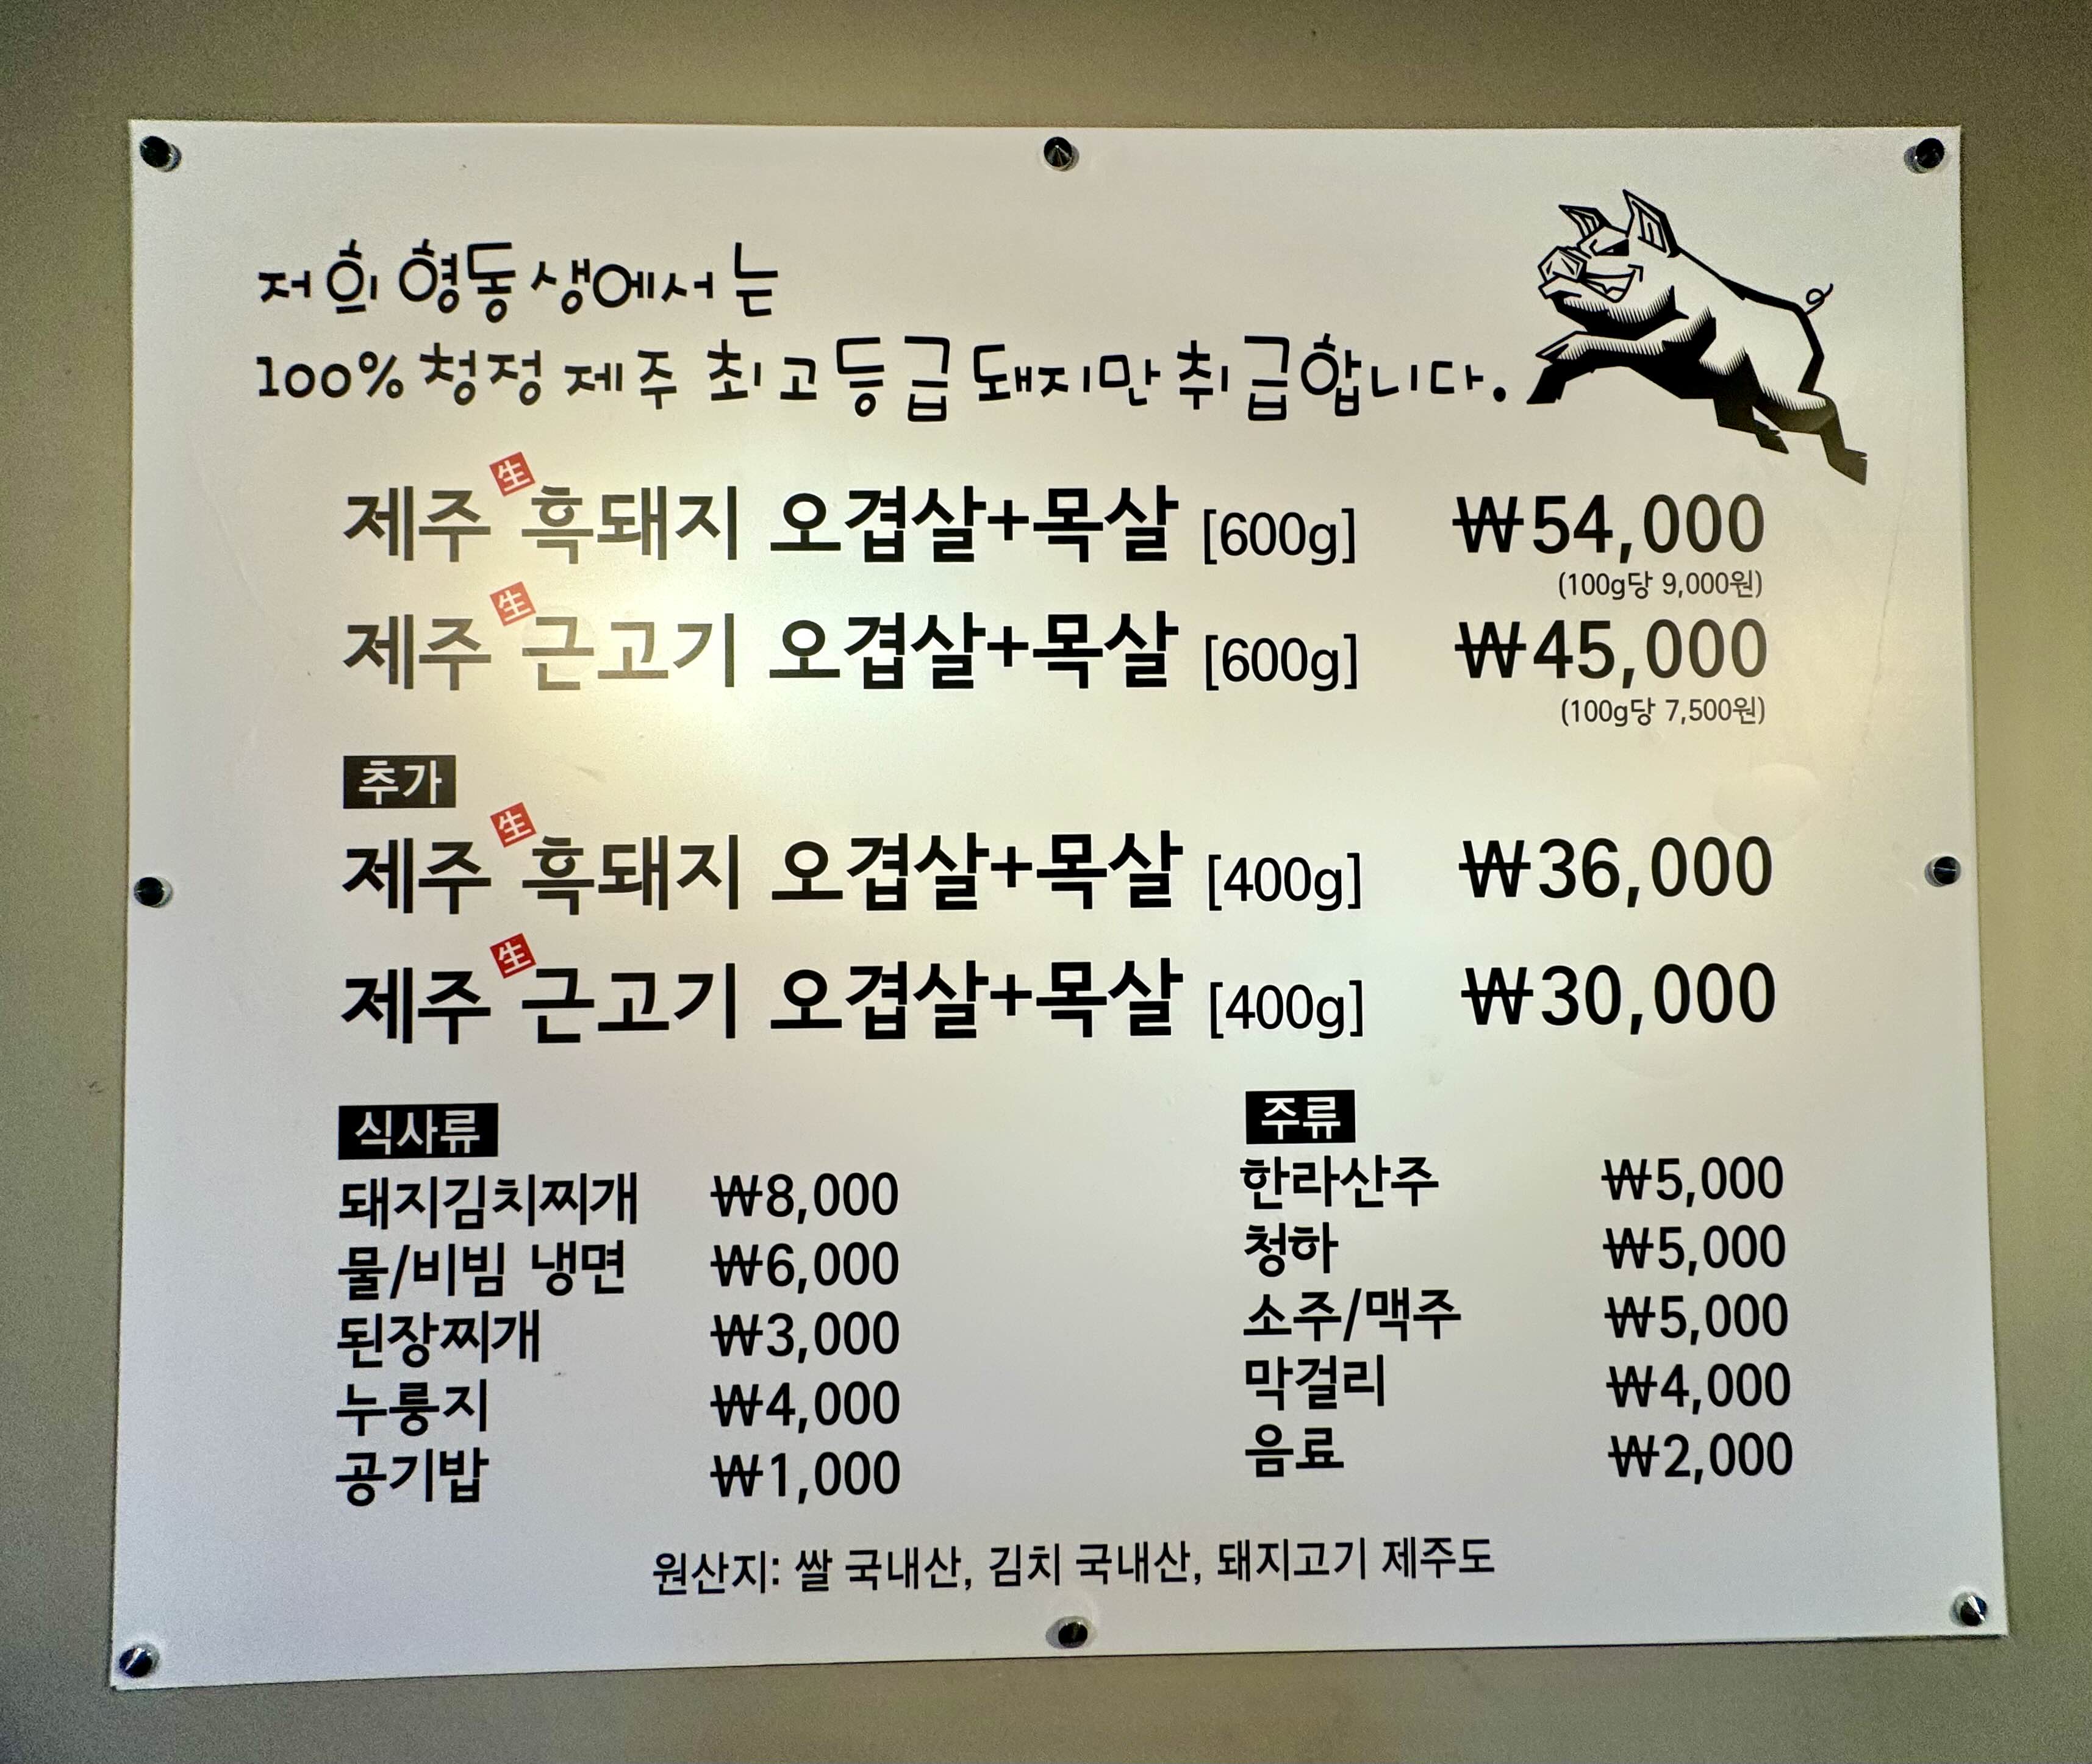 저희 형동생에서는
100% 청정 제주 최고등급 돼지만 취급합니다.
제주 生흑돼지 오겹살+목살 [600g] ₩54,000
(100g당 9,000원)
제주 生근고기 오겹살+목살 [600g] ₩45,000
(100g당 7,500원)
추가
제주 生흑돼지 오겹살+목살 [400g] ₩36,000
제주 生근고기 오겹살+목살 [400g] ₩30,000
식사류
돼지김치찌개 ₩8,000
물/비빔 냉면 ₩6,000
된장찌개 ₩3,000
누룽지 ₩4,000
공기밥 ₩1,000
주류
한라산주 ₩5,000
청하 ₩5,000
소주/맥주 ₩5,000
막걸리 ₩4,000
음료 ₩2,000
원산지: 쌀 국내산, 김치 국내산, 돼지고기 제주도